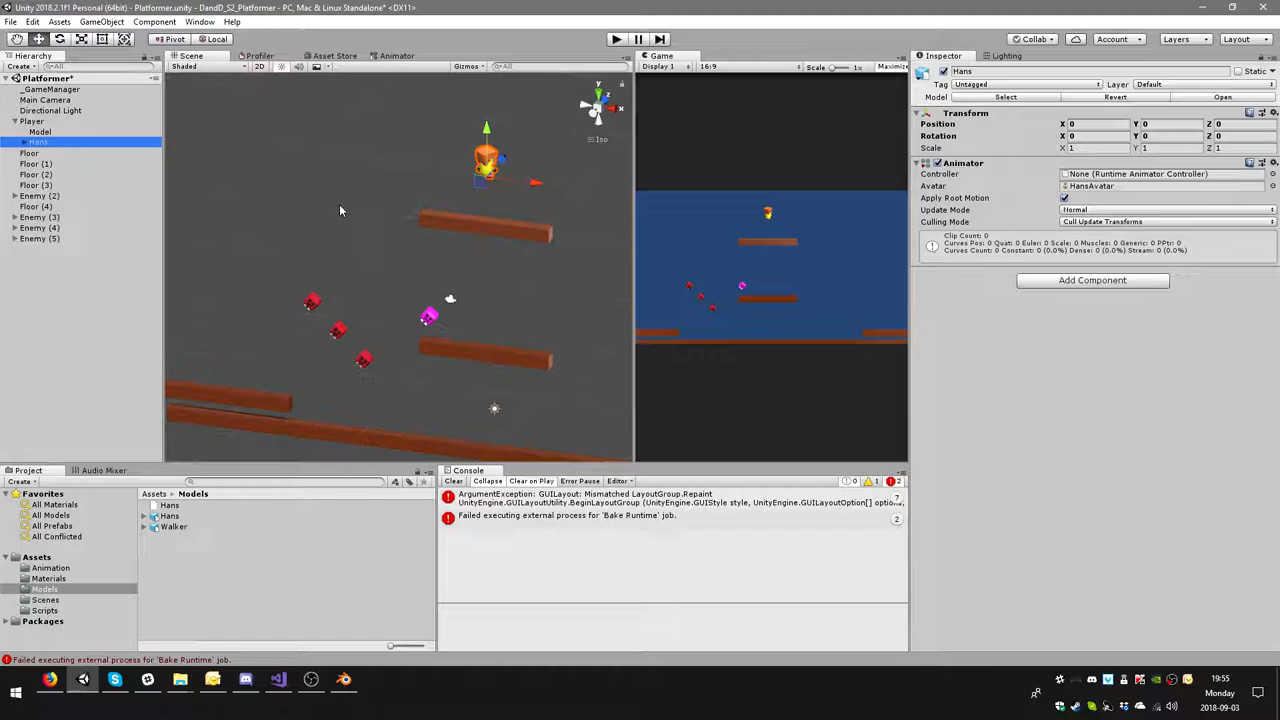 Unity 2018.2.1f1 Personal (64bit) - Platformer.unity - DandD_S2_Platformer - PC, Mac & Linux Standalone* <DX11>
File Edit Assets GameObject Component Window Help
Pivot Local Collab Account Layers Layout
Hierarchy
Create All
Platformer*
_GameManager
Main Camera
Directional Light
Player
Model
Hans
Floor
Floor (1)
Floor (2)
Floor (3)
Enemy (2)
Floor (4)
Enemy (3)
Enemy (4)
Enemy (5)
Scene Profiler Asset Store Animator
Shaded 2D Gizmos All
y
z
x
Iso
Game
Display 1 16:9 Scale 1x Maximize
Inspector Lighting
Hans Static
Tag Untagged Layer Default
Model Select Revert Open
Transform
Position X 0 Y 0 Z 0
Rotation X 0 Y 0 Z 0
Scale X 1 Y 1 Z 1
Animator
Controller None (Runtime Animator Controller)
Avatar HansAvatar
Apply Root Motion
Update Mode Normal
Culling Mode Cull Update Transforms
Clip Count: 0
Curves Pos: 0 Quat: 0 Euler: 0 Scale: 0 Muscles: 0 Generic: 0 PPtr: 0
Curves Count: 0 Constant: 0 (0.0%) Dense: 0 (0.0%) Stream: 0 (0.0%)
Add Component
Project Audio Mixer
Create
Favorites
All Materials
All Models
All Prefabs
All Conflicted
Assets
Animation
Materials
Models
Scenes
Scripts
Packages
Assets Models
Hans
Hans
Walker
Console
Clear Collapse Clear on Play Error Pause Editor 0 1 2
ArgumentException: GUILayout: Mismatched LayoutGroup.Repaint
UnityEngine.GUILayoutUtility.BeginLayoutGroup (UnityEngine.GUIStyle style, UnityEngine.GUILayoutOption[] options,
7
Failed executing external process for 'Bake Runtime' job.
2
Failed executing external process for 'Bake Runtime' job.
19:55
Monday
2018-09-03